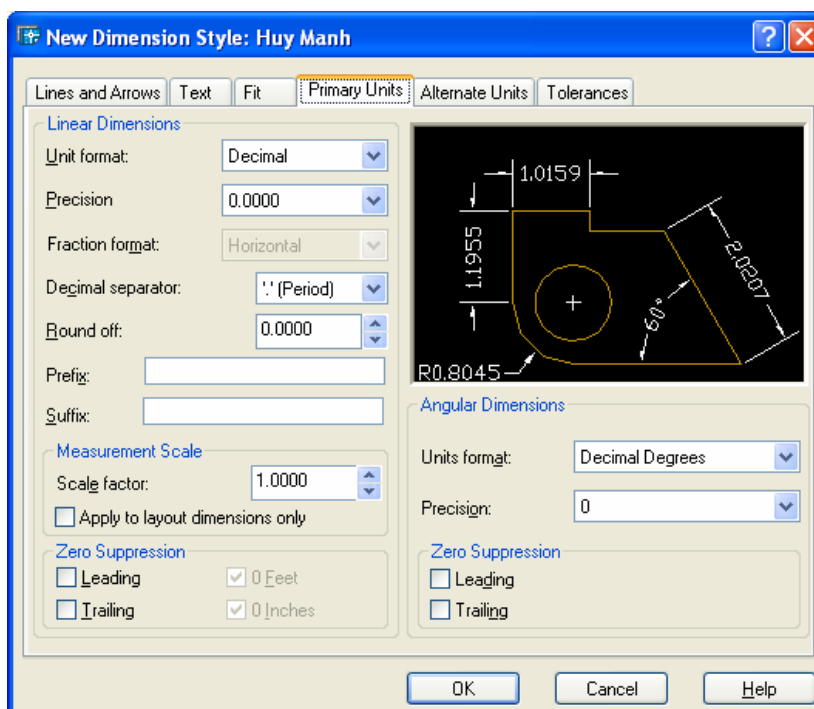 New Dimension Style: Huy Manh
Lines and Arrows Text Fit Primary Units Alternate Units Tolerances
Linear Dimensions
Unit format: Decimal
Precision 0.0000
Fraction format: Horizontal
Decimal separator: '.' (Period)
Round off: 0.0000
Prefix:
Suffix:
Measurement Scale
Scale factor: 1.0000
Apply to layout dimensions only
Zero Suppression
Leading 0 Feet
Trailing 0 Inches
1.0159
1.1955
2.0207
60°
R0.8045
Angular Dimensions
Units format: Decimal Degrees
Precision: 0
Zero Suppression
Leading
Trailing
OK Cancel Help